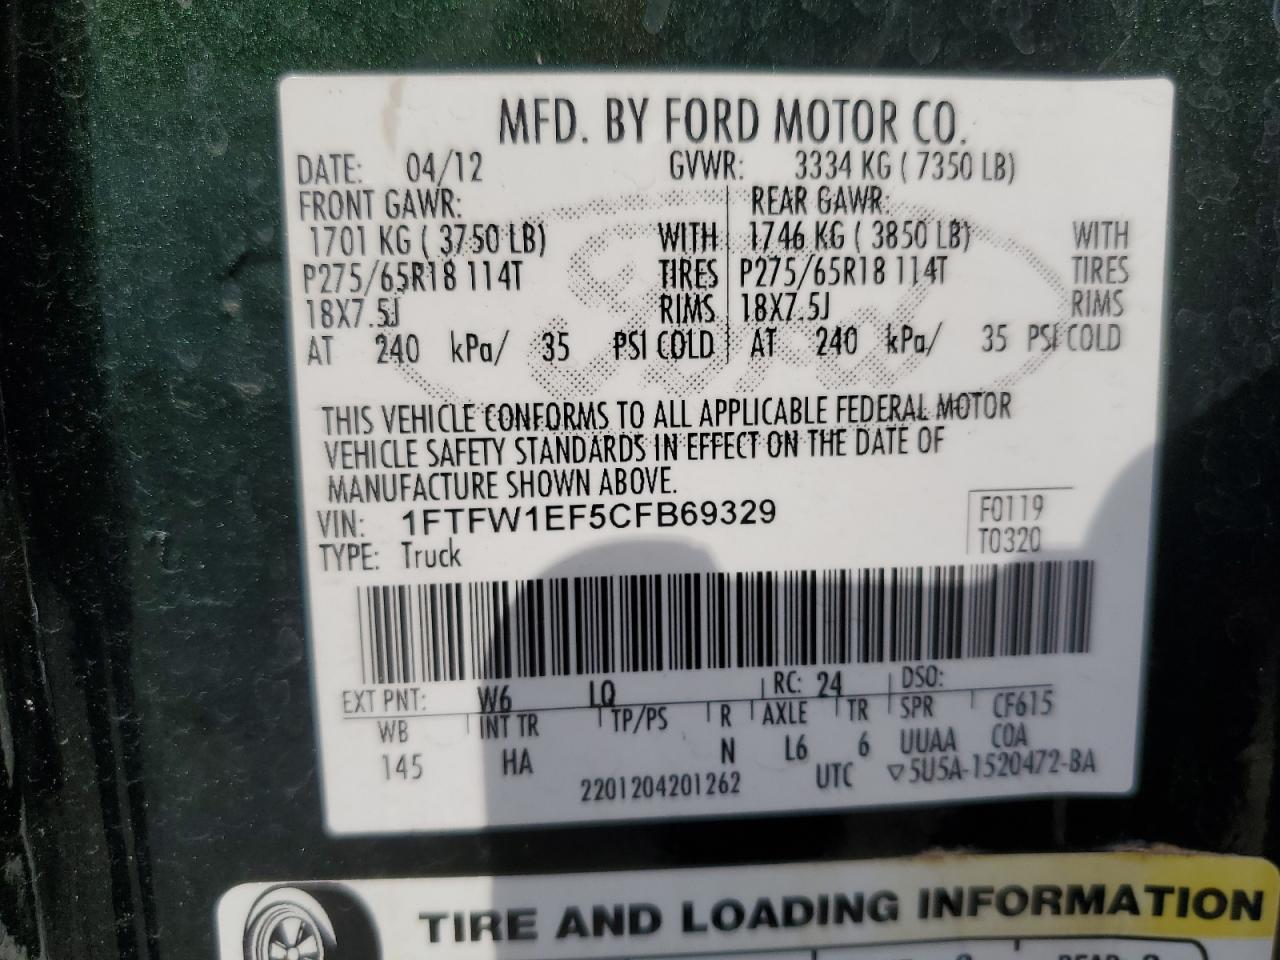 MFD. BY FORD MOTOR CO.
DATE: 04/12 GVWR: 3334 KG ( 7350 LB)
FRONT GAWR: REAR GAWR:
1701 KG ( 3750 LB) WITH 1746 KG ( 3850 LB) WITH
P275/65R18 114T TIRES P275/65R18 114T TIRES
18X7.5J RIMS 18X7.5J RIMS
AT 240 kPa/ 35 PSI COLD AT 240 kPa/ 35 PSI COLD
THIS VEHICLE CONFORMS TO ALL APPLICABLE FEDERAL MOTOR
VEHICLE SAFETY STANDARDS IN EFFECT ON THE DATE OF
MANUFACTURE SHOWN ABOVE.
VIN: 1FTFW1EF5CFB69329 F0119
TYPE: Truck T0320
EXT PNT: W6 LQ RC: 24 DSO:
WB INT TR TP/PS R AXLE TR SPR CF615
145 HA N L6 6 UUAA COA
2201204201262 UTC ▽5U5A-1520472-BA
TIRE AND LOADING INFORMATION